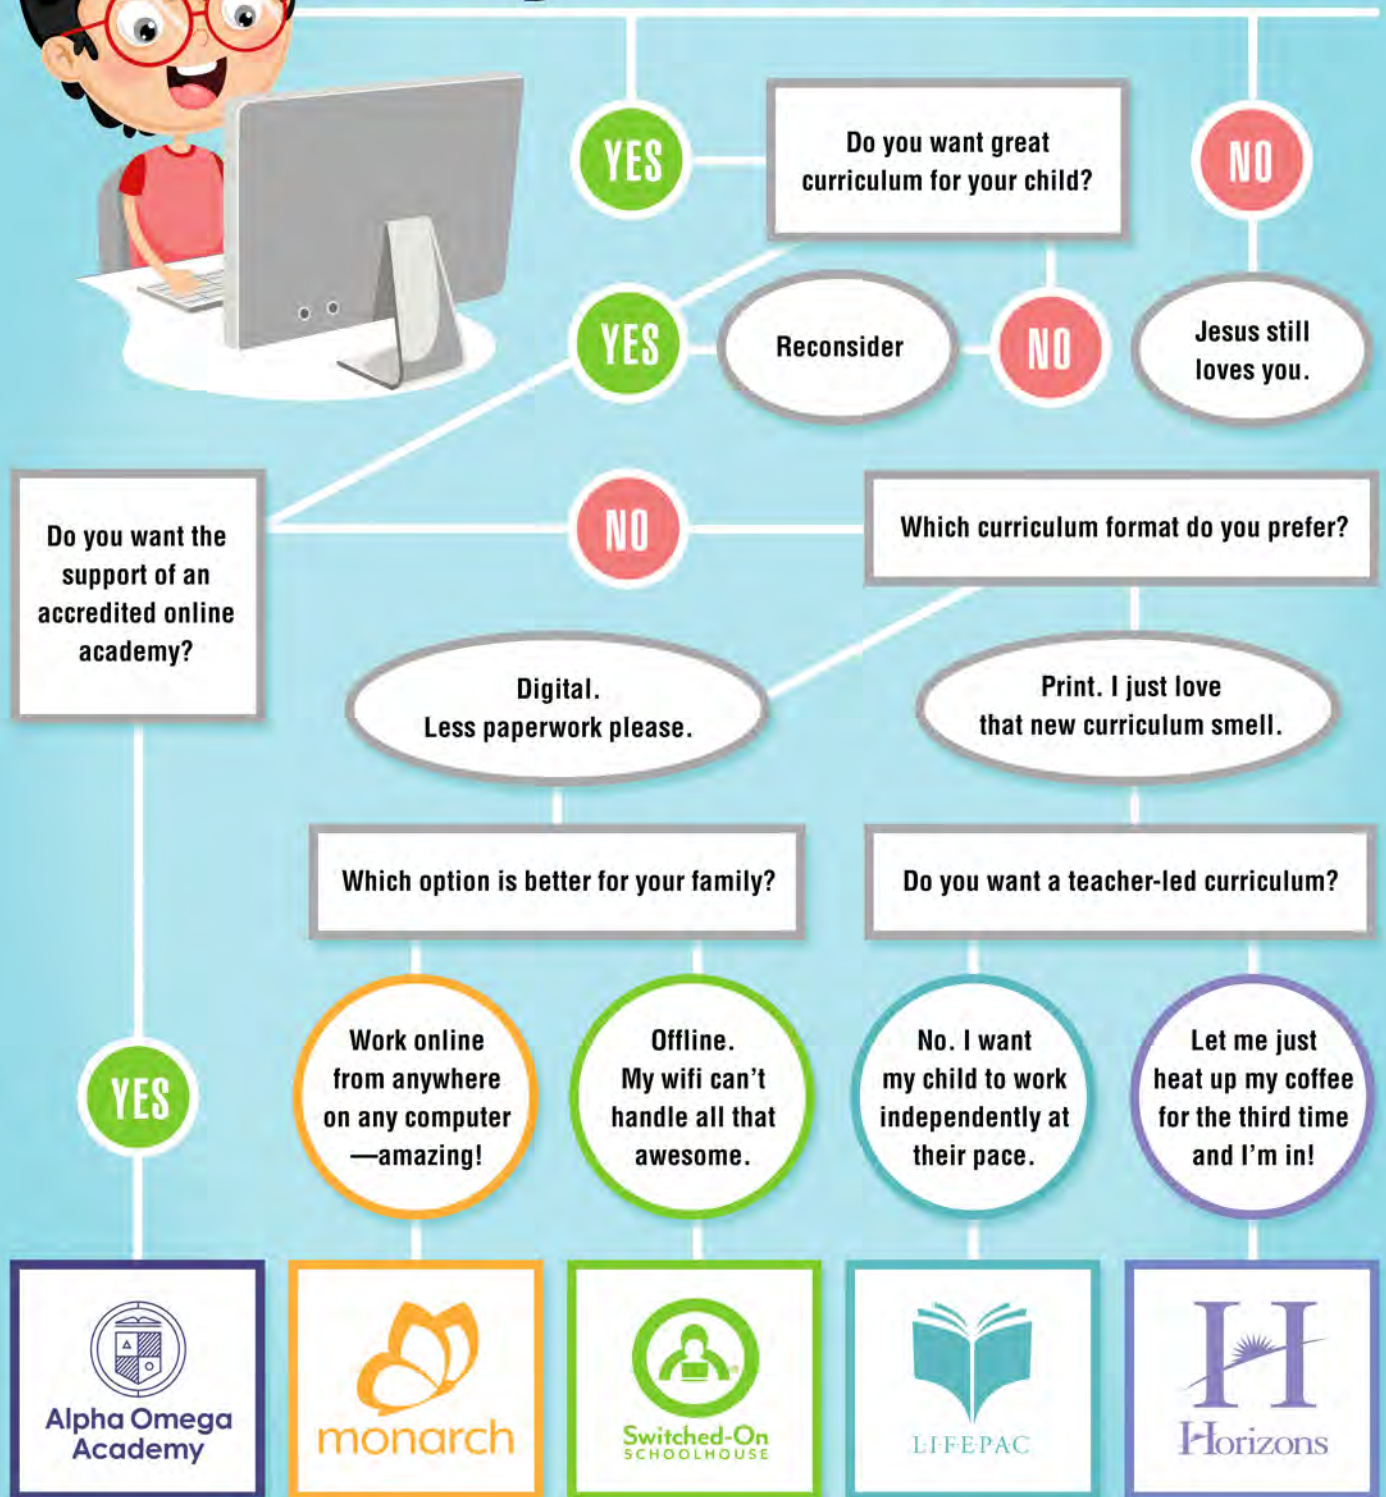 YES
Do you want great
curriculum for your child?
NO
YES
Reconsider
NO
Jesus still
loves you.
Do you want the
support of an
accredited online
academy?
NO
Which curriculum format do you prefer?
Digital.
Less paperwork please.
Print. I just love
that new curriculum smell.
Which option is better for your family?
Do you want a teacher-led curriculum?
YES
Work online
from anywhere
on any computer
—amazing!
Offline.
My wifi can't
handle all that
awesome.
No. I want
my child to work
independently at
their pace.
Let me just
heat up my coffee
for the third time
and I'm in!
Alpha Omega
Academy
monarch
Switched-On
SCHOOLHOUSE
LIFEPAC
H
Horizons